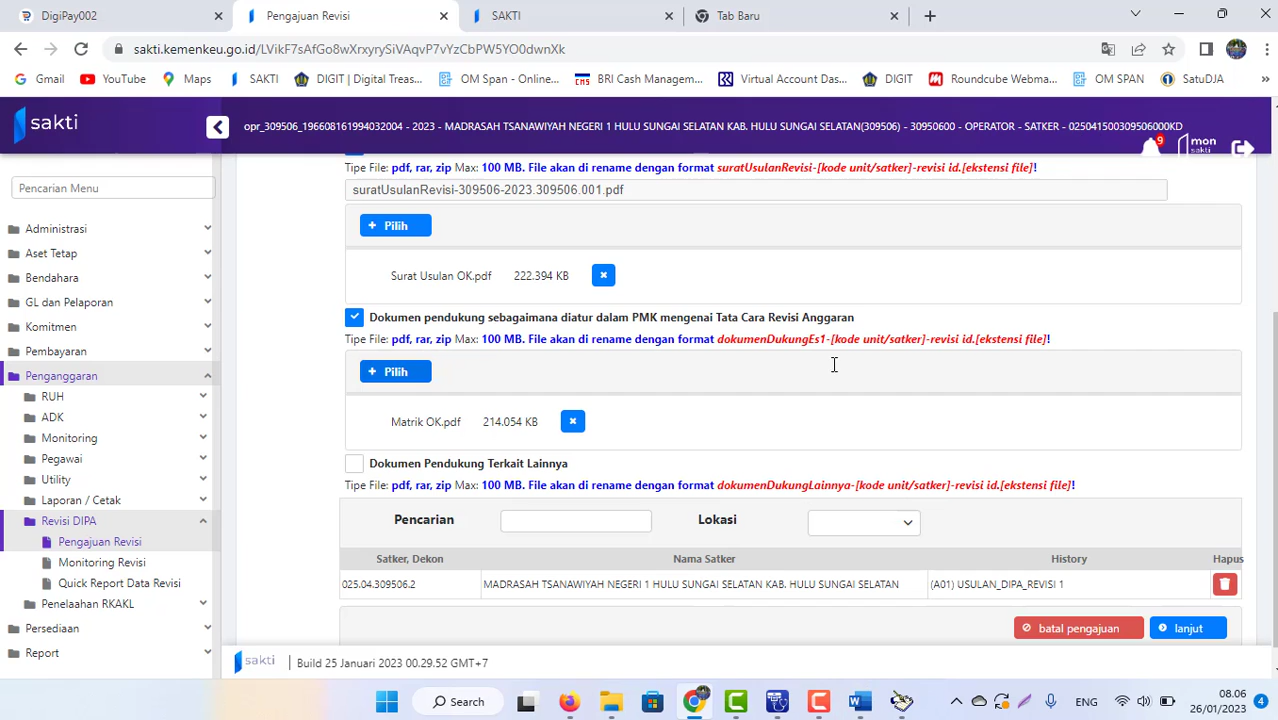 DigiPay002
Pengajuan Revisi
SAKTI
Tab Baru
sakti.kemenkeu.go.id/LVikF7sAfGo8wXrxyrySiVAqvP7vYzCbPW5YO0dwnXk
Gmail
YouTube
Maps
SAKTI
DIGIT | Digital Treas...
OM Span - Online...
CMS
BRI Cash Managem...
Virtual Account Das...
DIGIT
Roundcube Webma...
OM SPAN
SatuDJA
sakti
opr_309506_196608161994032004 - 2023 - MADRASAH TSANAWIYAH NEGERI 1 HULU SUNGAI SELATAN KAB. HULU SUNGAI SELATAN(309506) - 30950600 - OPERATOR - SATKER - 025041500309506000KD
9
mon
sakti
Pencarian Menu
Administrasi
Aset Tetap
Bendahara
GL dan Pelaporan
Komitmen
Pembayaran
Penganggaran
RUH
ADK
Monitoring
Pegawai
Utility
Laporan / Cetak
Revisi DIPA
Pengajuan Revisi
Monitoring Revisi
Quick Report Data Revisi
Penelaahan RKAKL
Persediaan
Report
Tipe File: pdf, rar, zip Max: 100 MB. File akan di rename dengan format suratUsulanRevisi-[kode unit/satker]-revisi id.[ekstensi file]!
suratUsulanRevisi-309506-2023.309506.001.pdf
+ Pilih
Surat Usulan OK.pdf 222.394 KB
Dokumen pendukung sebagaimana diatur dalam PMK mengenai Tata Cara Revisi Anggaran
Tipe File: pdf, rar, zip Max: 100 MB. File akan di rename dengan format dokumenDukungEs1-[kode unit/satker]-revisi id.[ekstensi file]!
+ Pilih
Matrik OK.pdf 214.054 KB
Dokumen Pendukung Terkait Lainnya
Tipe File: pdf, rar, zip Max: 100 MB. File akan di rename dengan format dokumenDukungLainnya-[kode unit/satker]-revisi id.[ekstensi file]!
Pencarian Lokasi
Satker, Dekon Nama Satker History Hapus
025.04.309506.2 MADRASAH TSANAWIYAH NEGERI 1 HULU SUNGAI SELATAN KAB. HULU SUNGAI SELATAN (A01) USULAN_DIPA_REVISI 1
batal pengajuan lanjut
sakti Build 25 Januari 2023 00.29.52 GMT+7
Search
ENG
08.06
26/01/2023